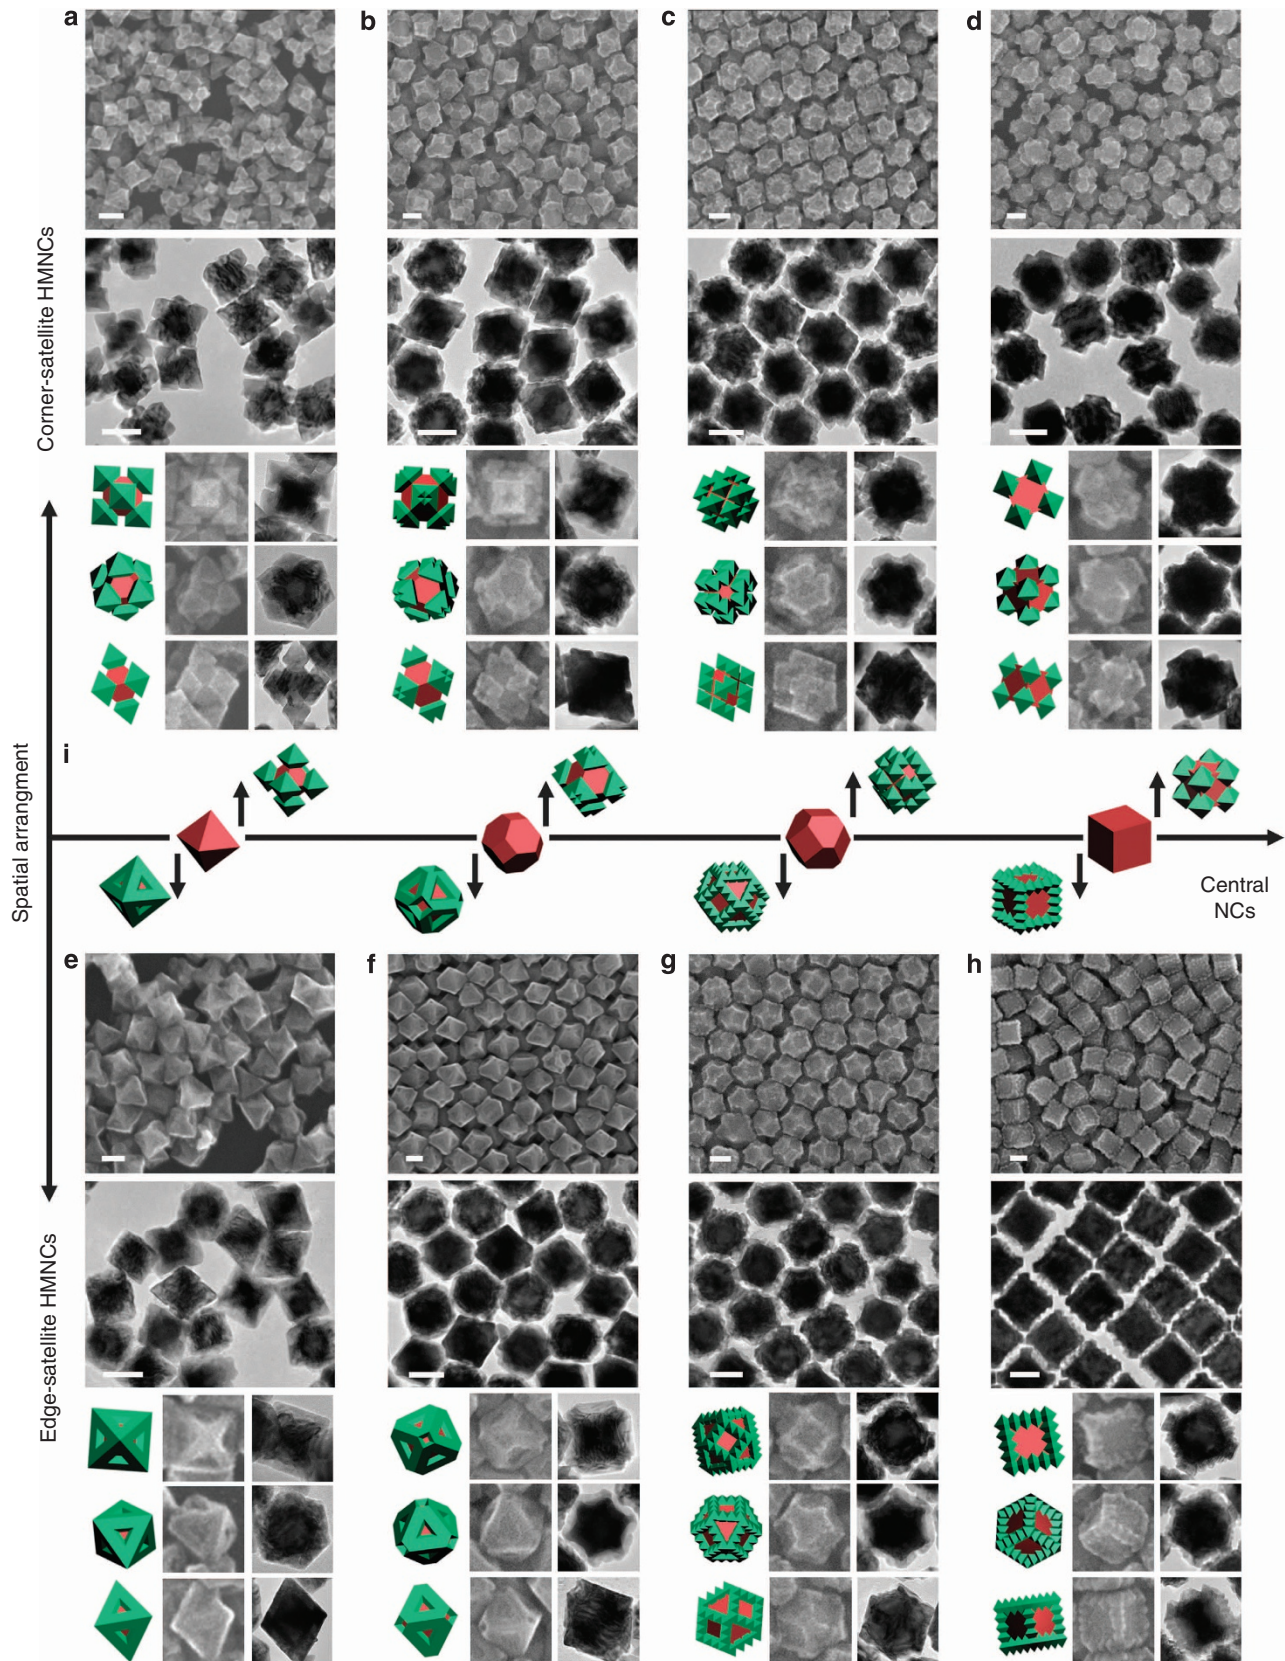 a
b
c
d
Corner-satellite HMNCs
i
Spatial arrangment
Central
NCs
e
f
g
h
Edge-satellite HMNCs